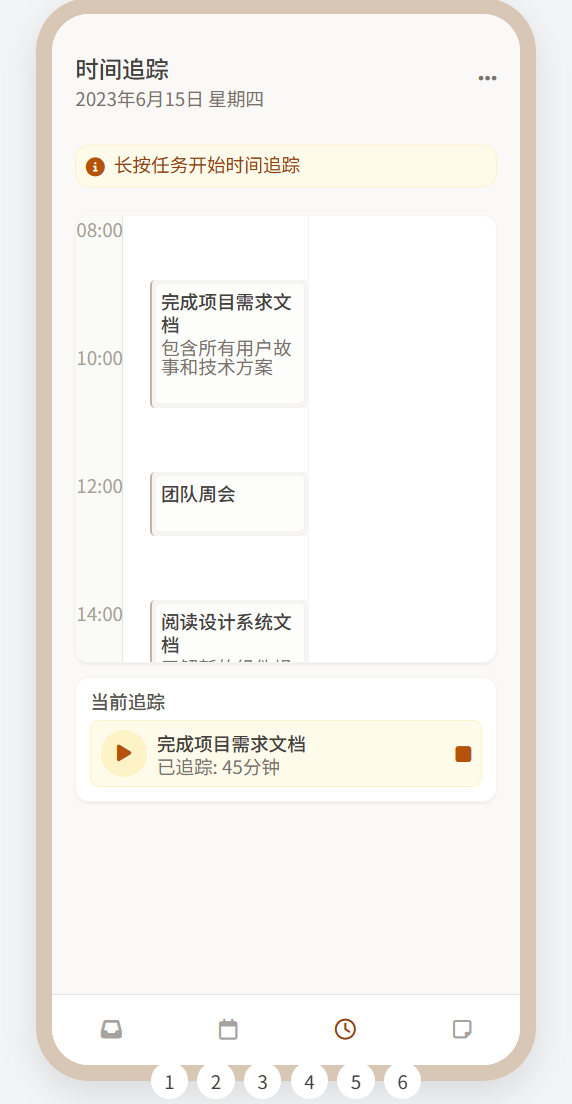 时间追踪
2023年6月15日 星期四
长按任务开始时间追踪
08:00
完成项目需求文
档
包含所有用户故
10:00
事和技术方案
12:00
团队周会
14:00
阅读设计系统文
档
当前追踪
完成项目需求文档
已追踪: 45分钟
1 2 3 4 5 6